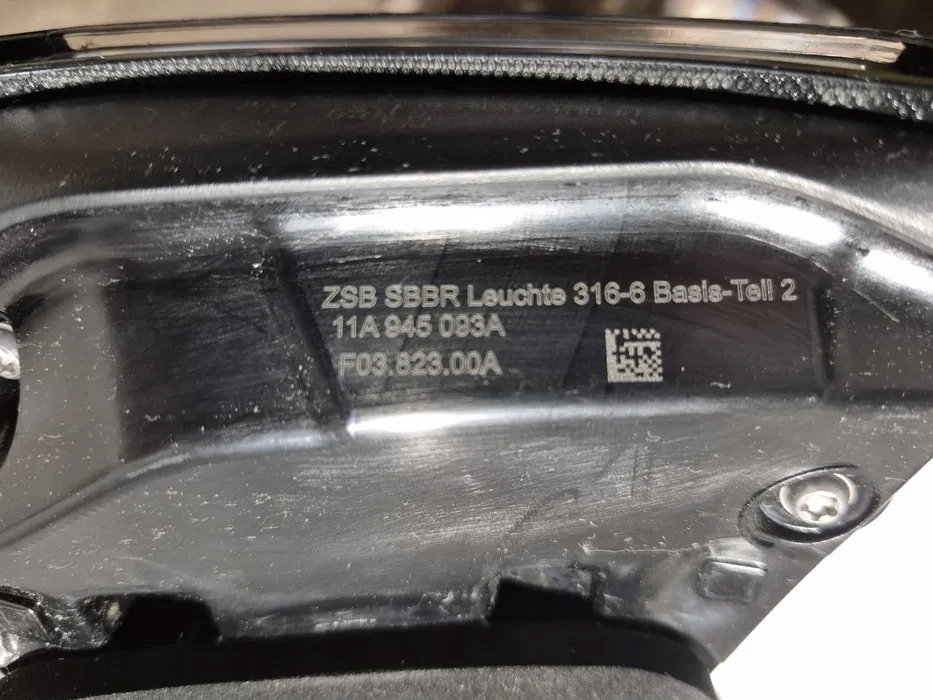 ZSB SBBR Leuchte 316-6 Basis-Teil 2
11A 945 093A
F03.823.00A